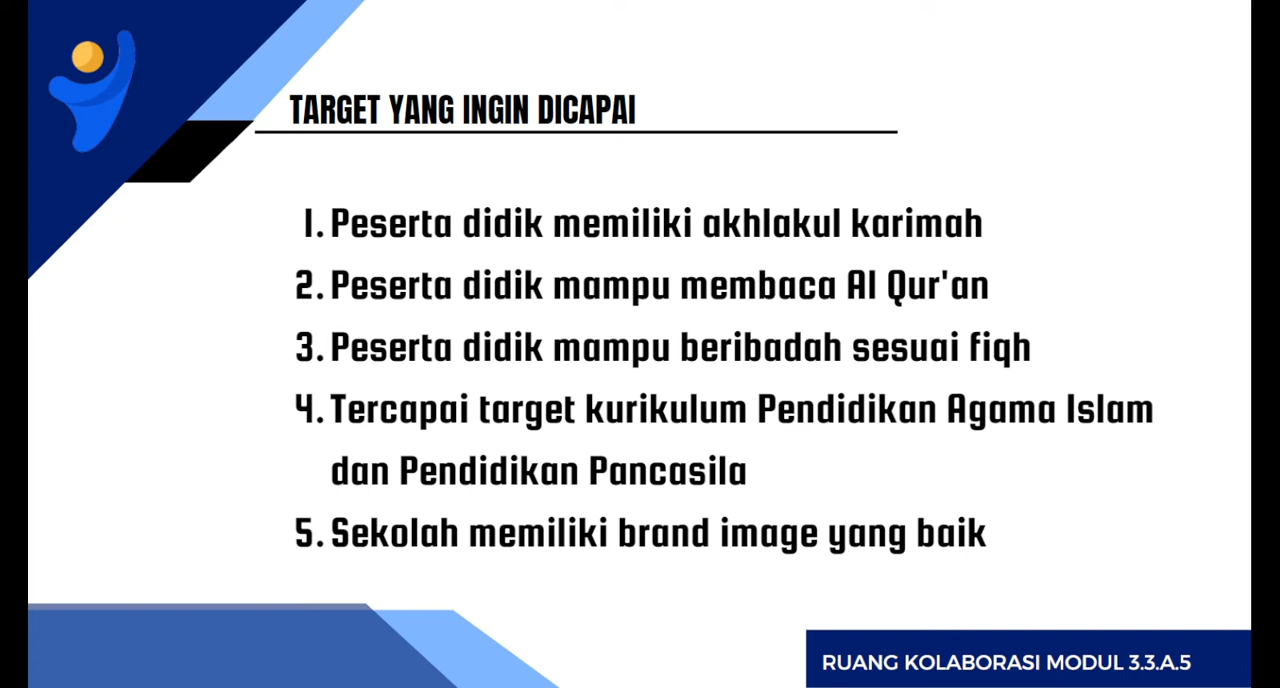 TARGET YANG INGIN DICAPAI
1. Peserta didik memiliki akhlakul karimah
2. Peserta didik mampu membaca Al Qur'an
3. Peserta didik mampu beribadah sesuai fiqh
4. Tercapai target kurikulum Pendidikan Agama Islam
dan Pendidikan Pancasila
5. Sekolah memiliki brand image yang baik
RUANG KOLABORASI MODUL 3.3.A.5